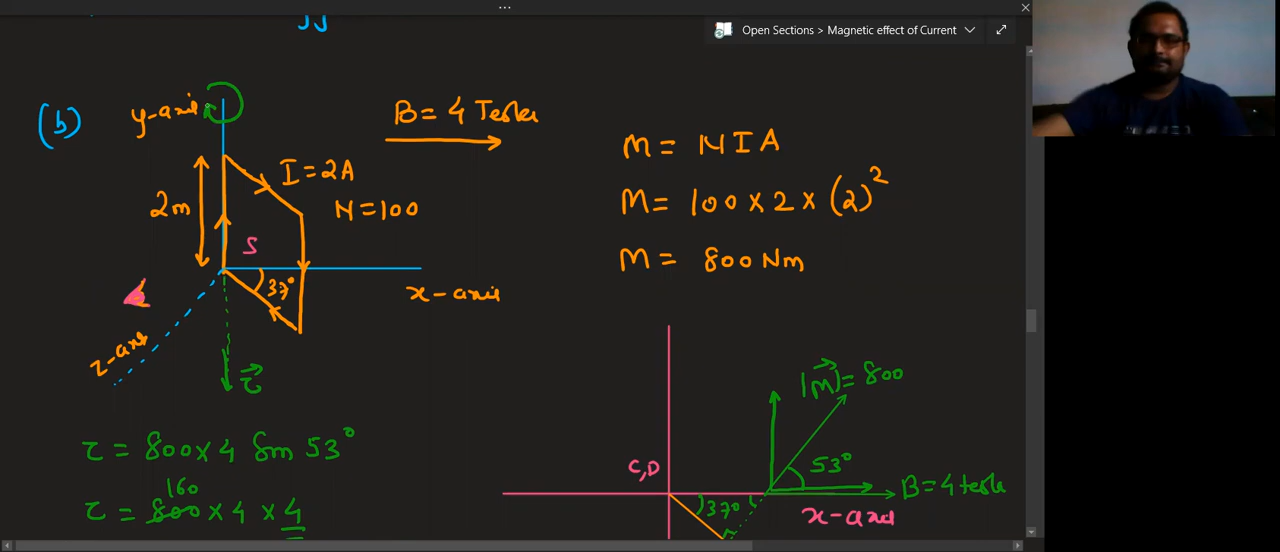 Open Sections > Magnetic effect of Current
(b)
y-axis
B = 4 Tesla
I = 2A
2m
N = 100
S
37°
x-axis
z-axis
τ
M = NIA
M = 100 × 2 × (2)²
M = 800 Nm
|M| = 800
53°
C,D
37°
B = 4 tesla
x-axis
τ = 800 × 4 Sin 53°
160
τ = 800 × 4 × 4